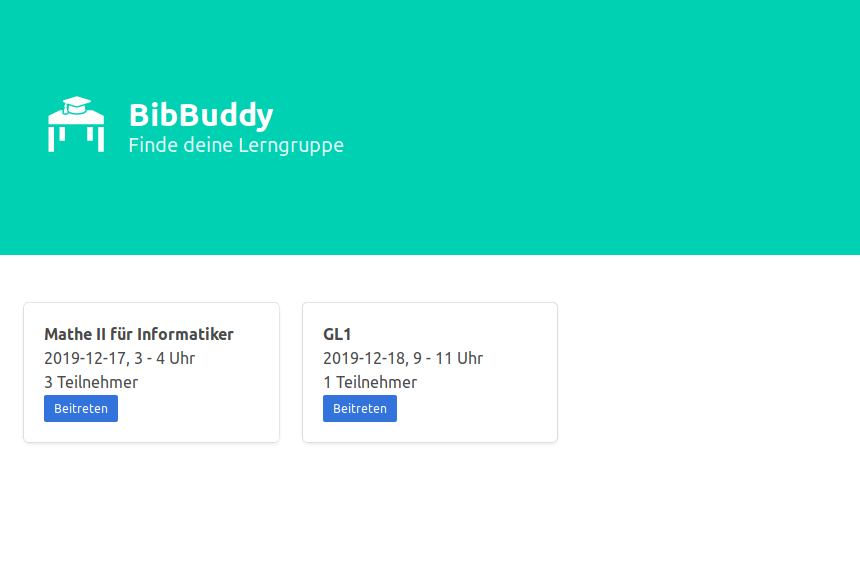 BibBuddy
Finde deine Lerngruppe
Mathe II für Informatiker
2019-12-17, 3 - 4 Uhr
3 Teilnehmer
Beitreten
GL1
2019-12-18, 9 - 11 Uhr
1 Teilnehmer
Beitreten